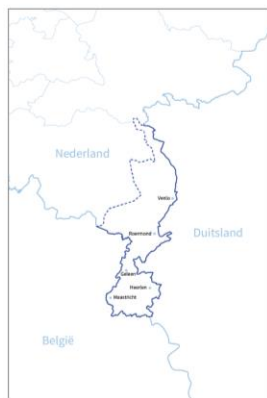 Nederland
Venlo
Roermond
Duitsland
Geleen
Heerlen
Maastricht
België